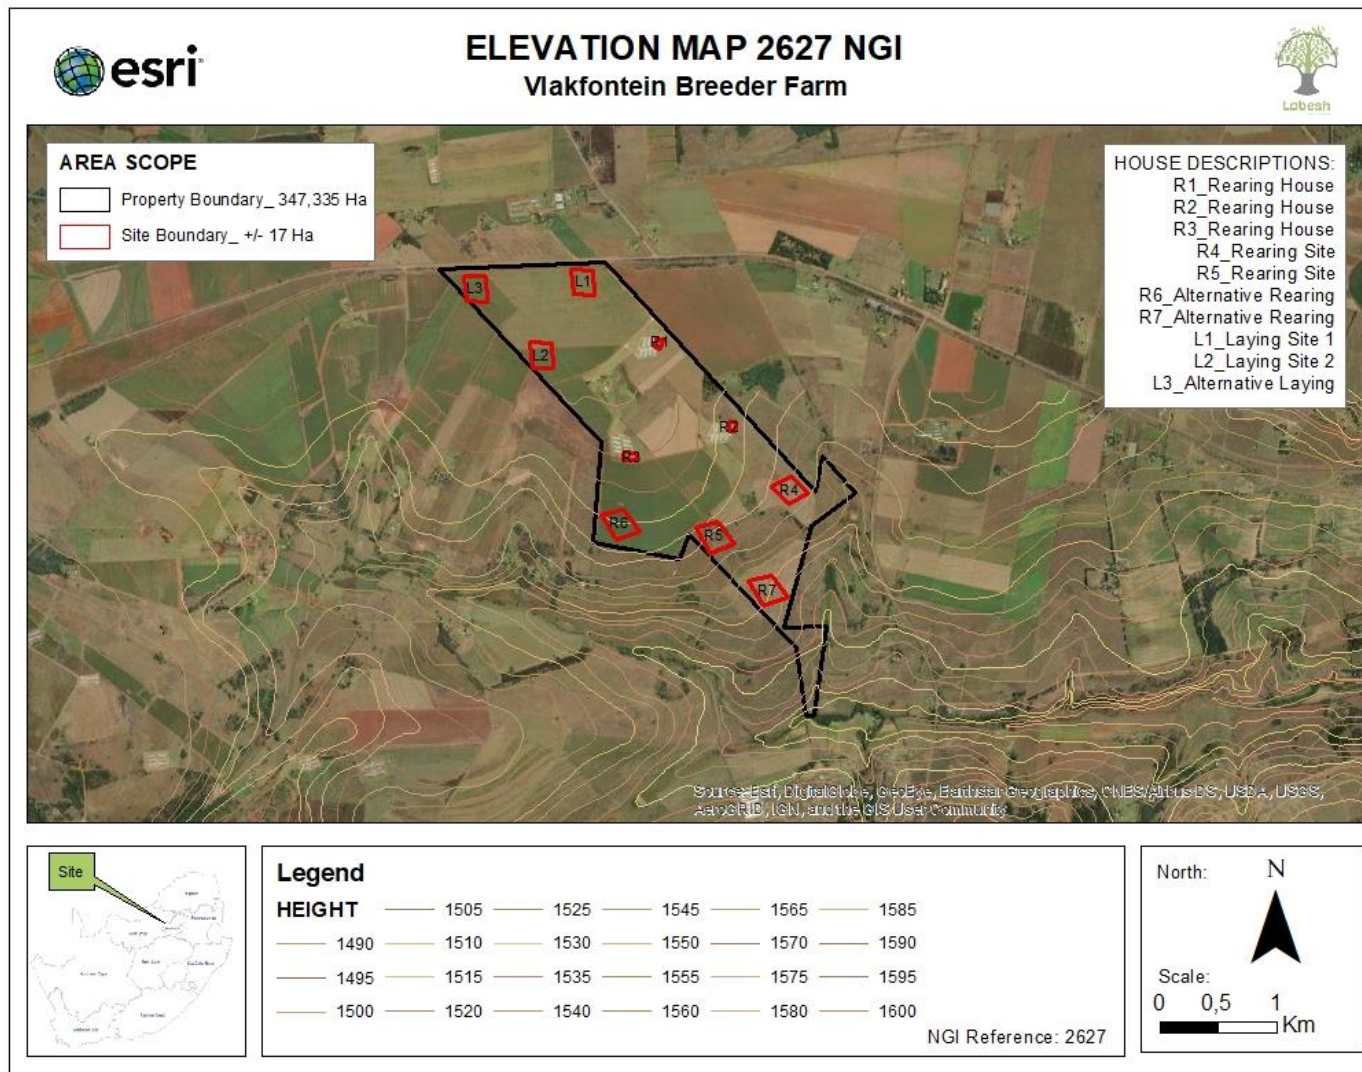 esri
ELEVATION MAP 2627 NGI
Vlakfontein Breeder Farm
Labesh
AREA SCOPE
Property Boundary_ 347,335 Ha
Site Boundary_ +/- 17 Ha
HOUSE DESCRIPTIONS:
R1_Rearing House
R2_Rearing House
R3_Rearing House
R4_Rearing Site
R5_Rearing Site
R6_Alternative Rearing
R7_Alternative Rearing
L1_Laying Site 1
L2_Laying Site 2
L3_Alternative Laying
L3
L1
L2
R1
R2
R3
R4
R6
R5
R7
Source: Esri, DigitalGlobe, GeoEye, Earthstar Geographics, CNES/Airbus DS, USDA, USGS,
AeroGRID, IGN, and the GIS User Community
Site
Legend
HEIGHT 1505 1525 1545 1565 1585
1490 1510 1530 1550 1570 1590
1495 1515 1535 1555 1575 1595
1500 1520 1540 1560 1580 1600
NGI Reference: 2627
North: N
Scale:
0 0,5 1
Km